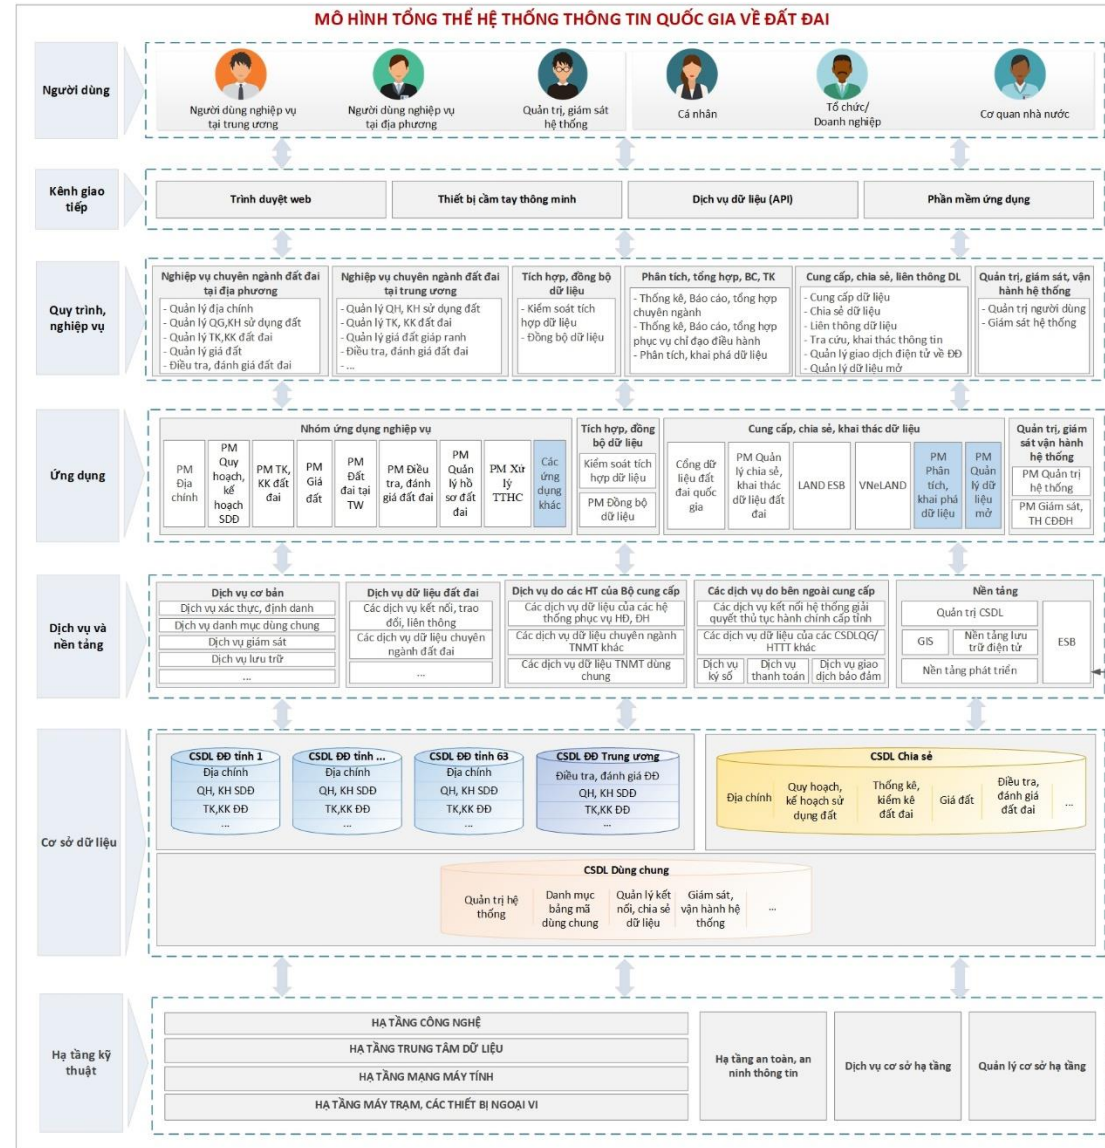 MÔ HÌNH TỔNG THỂ HỆ THỐNG THÔNG TIN QUỐC GIA VỀ ĐẤT ĐAI
Người dùng
Người dùng nghiệp vụ
tại trung ương
Người dùng nghiệp vụ
tại địa phương
Quản trị, giám sát
hệ thống
Cá nhân
Tổ chức/
Doanh nghiệp
Cơ quan nhà nước
Kênh giao
tiếp
Trình duyệt web
Thiết bị cầm tay thông minh
Dịch vụ dữ liệu (API)
Phần mềm ứng dụng
Quy trình,
nghiệp vụ
Nghiệp vụ chuyên ngành đất đai
tại địa phương
- Quản lý địa chính
- Quản lý QG,KH sử dụng đất
- Quản lý TK,KK đất đai
- Quản lý giá đất
- Điều tra, đánh giá đất đai
Nghiệp vụ chuyên ngành đất đai
tại trung ương
- Quản lý QH, KH sử dụng đất
- Quản lý TK, KK đất đai
- Quản lý giá đất giáp ranh
- Điều tra, đánh giá đất đai
- ...
Tích hợp, đồng bộ
dữ liệu
- Kiểm soát tích
hợp dữ liệu
- Đồng bộ dữ liệu
Phân tích, tổng hợp, BC, TK
- Thống kê, Báo cáo, tổng hợp
chuyên ngành
- Thống kê, Báo cáo, tổng hợp
phục vụ chỉ đạo điều hành
- Phân tích, khai phá dữ liệu
Cung cấp, chia sẻ, liên thông DL
- Cung cấp dữ liệu
- Chia sẻ dữ liệu
- Liên thông dữ liệu
- Tra cứu, khai thác thông tin
- Quản lý giao dịch điện tử về ĐĐ
- Quản lý dữ liệu mở
Quản trị, giám sát, vận
hành hệ thống
- Quản trị người dùng
- Giám sát hệ thống
Ứng dụng
Nhóm ứng dụng nghiệp vụ
PM
Địa
chính
PM
Quy
hoạch,
kế
hoạch
SDĐ
PM TK,
KK đất
đai
PM
Giá
đất
PM
Đất
đai tại
TW
PM Điều
tra, đánh
giá đất đai
PM
Quản
lý hồ
sơ đất
đai
PM Xử
lý
TTHC
Các
ứng
dụng
khác
Tích hợp, đồng
bộ dữ liệu
Kiểm soát tích
hợp dữ liệu
PM Đồng bộ
dữ liệu
Cung cấp, chia sẻ, khai thác dữ liệu
Cổng dữ
liệu đất
đai quốc
gia
PM Quản
lý chia sẻ,
khai thác
dữ liệu đất
đai
LAND ESB
VNeLAND
PM
Phân
tích,
khai phá
dữ liệu
PM
Quản
lý dữ
liệu
mở
Quản trị, giám
sát vận hành
hệ thống
PM Quản trị
hệ thống
PM Giám sát,
TH CĐĐH
Dịch vụ và
nền tảng
Dịch vụ cơ bản
Dịch vụ xác thực, định danh
Dịch vụ danh mục dùng chung
Dịch vụ giám sát
Dịch vụ lưu trữ
...
Dịch vụ dữ liệu đất đai
Các dịch vụ kết nối, trao
đổi, liên thông
Các dịch vụ dữ liệu chuyên
ngành đất đai
...
Dịch vụ do các HT của Bộ cung cấp
Các dịch vụ dữ liệu của các hệ
thống phục vụ HĐ, ĐH
Các dịch vụ dữ liệu chuyên ngành
TNMT khác
Các dịch vụ dữ liệu TNMT dùng
chung
Các dịch vụ do bên ngoài cung cấp
Các dịch vụ kết nối hệ thống giải
quyết thủ tục hành chính cấp tỉnh
Các dịch vụ dữ liệu của các CSDLQG/
HTTT khác
Dịch vụ
ký số
Dịch vụ
thanh toán
Dịch vụ giao
dịch bảo đảm
Nền tảng
Quản trị CSDL
GIS
Nền tảng lưu
trữ điện tử
Nền tảng phát triển
ESB
Cơ sở dữ liệu
CSDL ĐĐ tỉnh 1
Địa chính
QH, KH SDĐ
TK,KK ĐĐ
...
CSDL ĐĐ tỉnh ...
Địa chính
QH, KH SDĐ
TK,KK ĐĐ
...
CSDL ĐĐ tỉnh 63
Địa chính
QH, KH SDĐ
TK,KK ĐĐ
...
CSDL ĐĐ Trung ương
Điều tra, đánh giá ĐĐ
QH, KH SDĐ
TK,KK ĐĐ
...
CSDL Chia sẻ
Địa chính
Quy hoạch,
kế hoạch sử
dụng đất
Thống kê,
kiểm kê
đất đai
Giá đất
Điều tra,
đánh giá
đất đai
...
CSDL Dùng chung
Quản trị hệ
thống
Danh mục
bảng mã
dùng chung
Quản lý kết
nối, chia sẻ
dữ liệu
Giám sát,
vận hành hệ
thống
...
Hạ tầng kỹ
thuật
HẠ TẦNG CÔNG NGHỆ
HẠ TẦNG TRUNG TÂM DỮ LIỆU
HẠ TẦNG MẠNG MÁY TÍNH
HẠ TẦNG MÁY TRẠM, CÁC THIẾT BỊ NGOẠI VI
Hạ tầng an toàn, an
ninh thông tin
Dịch vụ cơ sở hạ tầng
Quản lý cơ sở hạ tầng